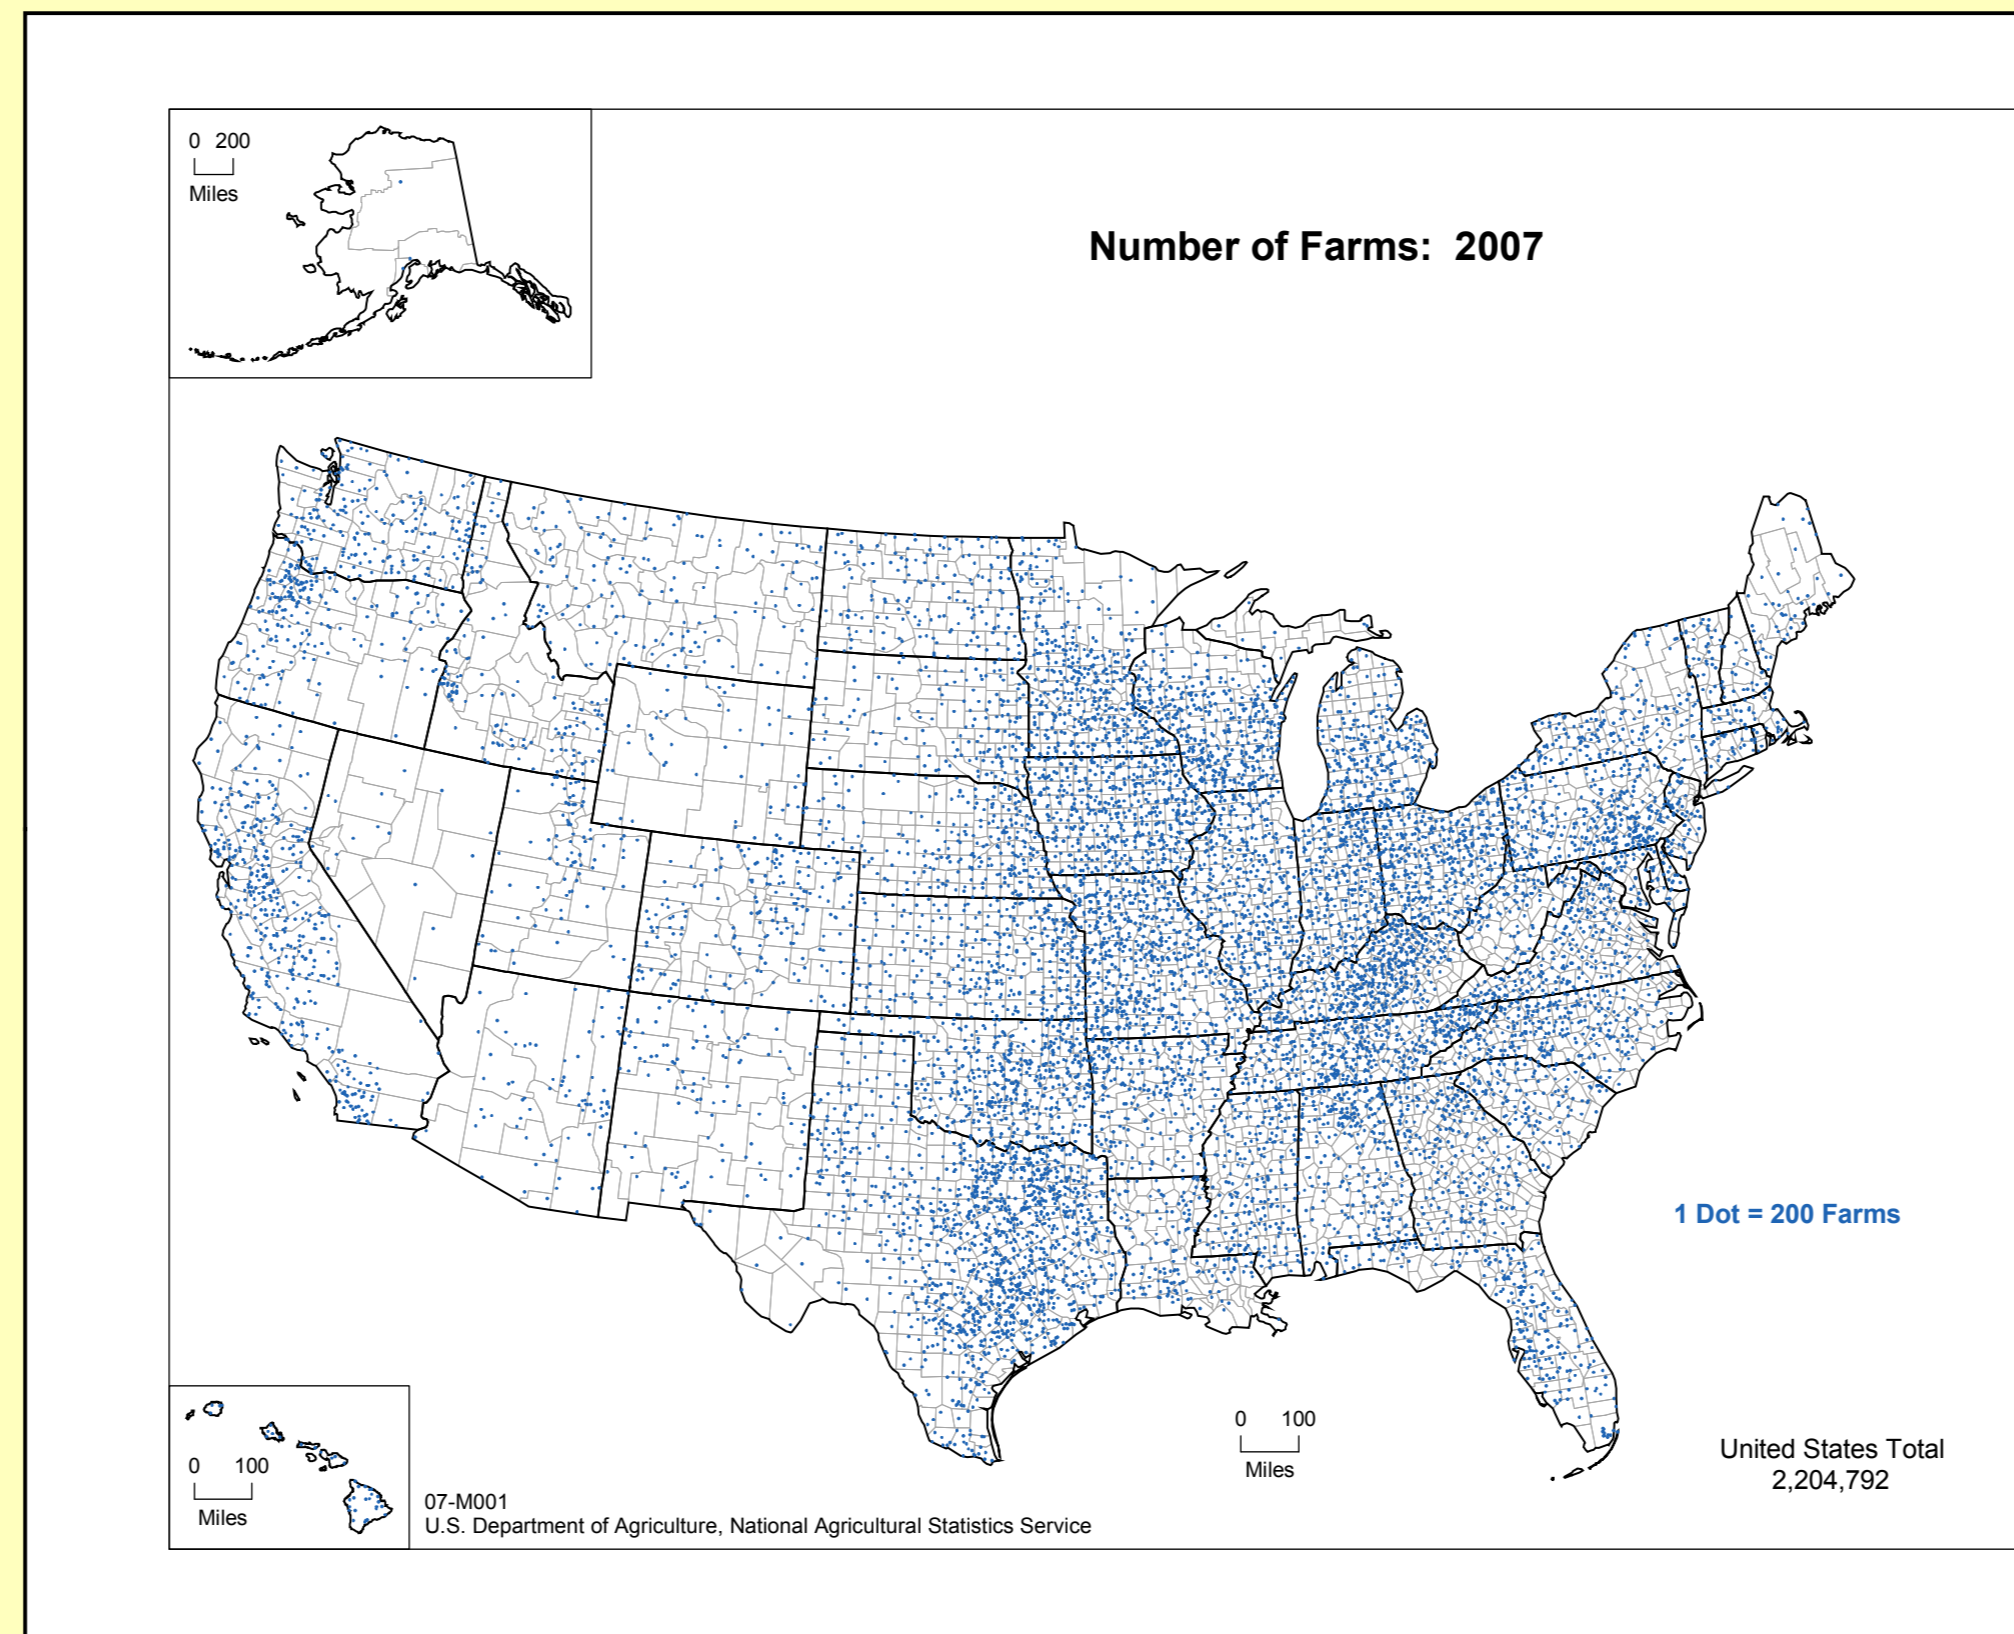 0 200
Miles
Number of Farms: 2007
1 Dot = 200 Farms
0 100
Miles
United States Total
2,204,792
0 100
Miles
07-M001
U.S. Department of Agriculture, National Agricultural Statistics Service